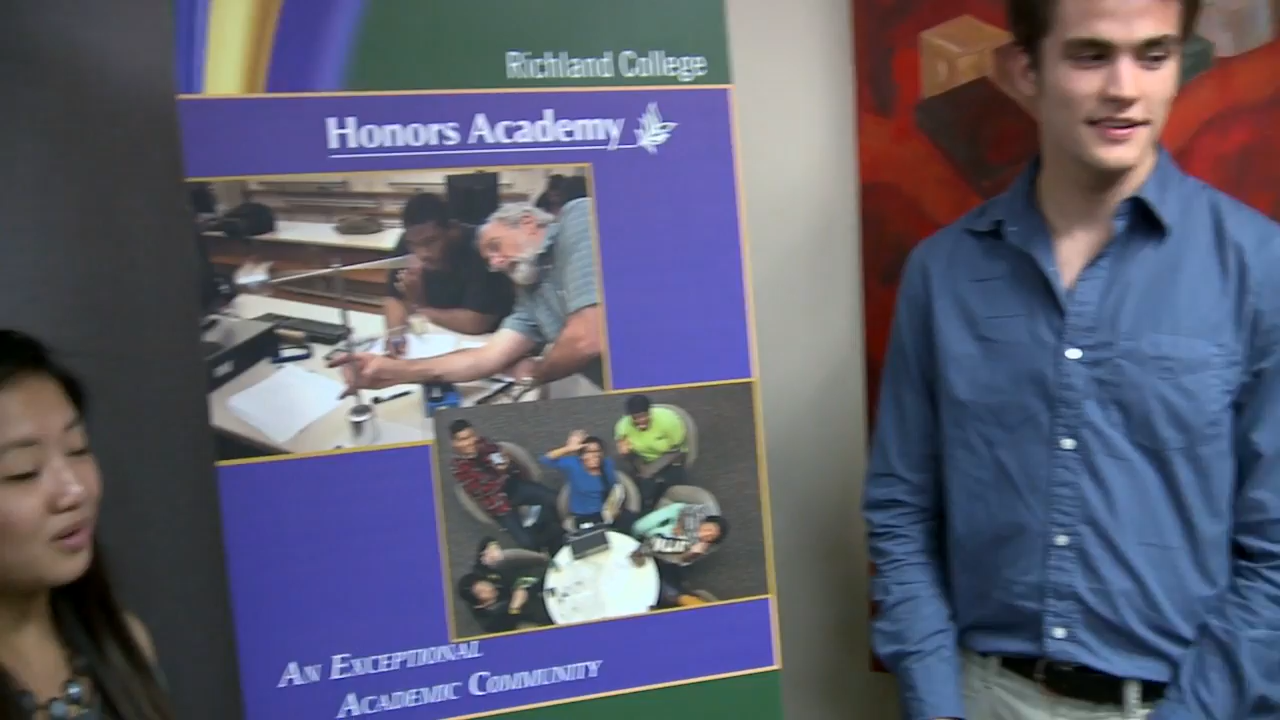 Richland College
Honors Academy
AN EXCEPTIONAL
ACADEMIC COMMUNITY